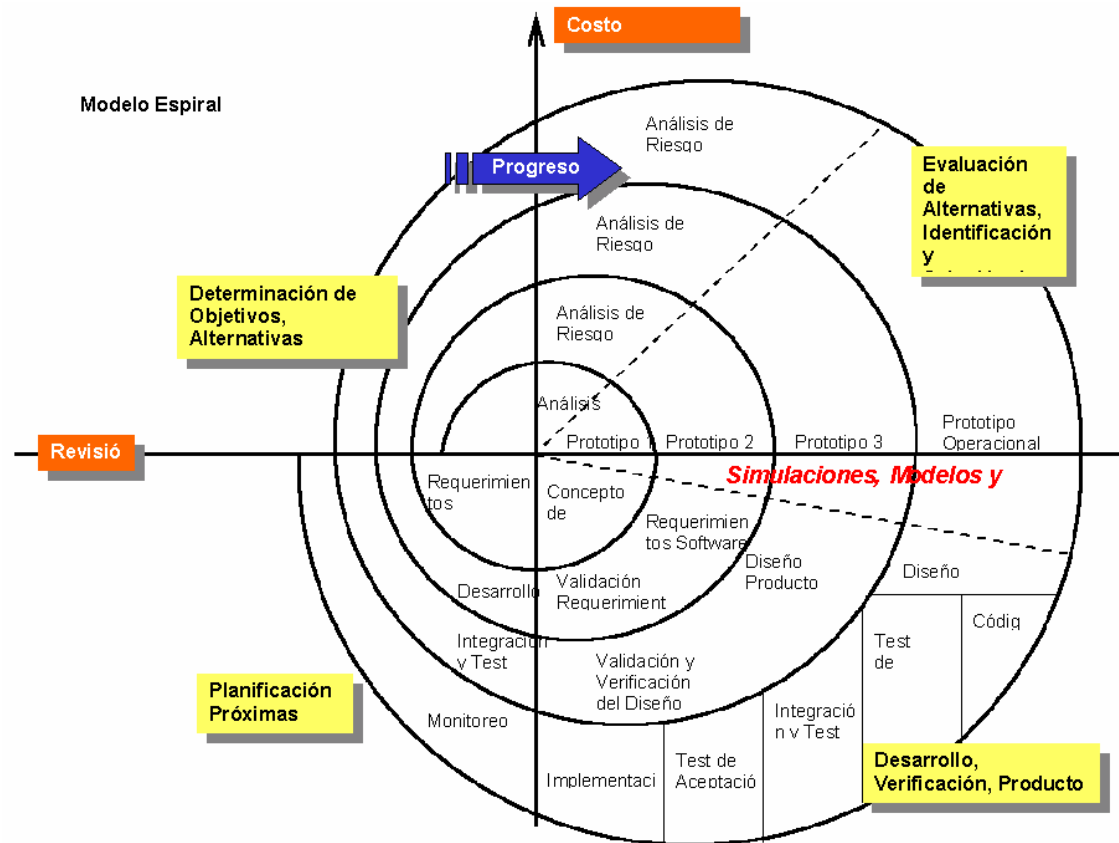 Costo
Modelo Espiral
Análisis de
Riesgo
Progreso
Evaluación
de
Alternativas,
Identificación
y
Análisis de
Riesgo
Determinación de
Objetivos,
Alternativas
Análisis de
Riesgo
Análisis
Prototipo 1
Prototipo 2
Prototipo 3
Prototipo
Operacional
Revisió
Simulaciones, Modelos y
Requerimien
tos
Concepto
de
Requerimien
tos Software
Diseño
Producto
Diseño
Desarrollo
Validación
Requerimient
Códig
Test
de
Integración
y Test
Validación y
Verificación
del Diseño
Planificación
Próximas
Monitoreo
Integració
n y Test
Implementaci
Test de
Aceptació
Desarrollo,
Verificación, Producto